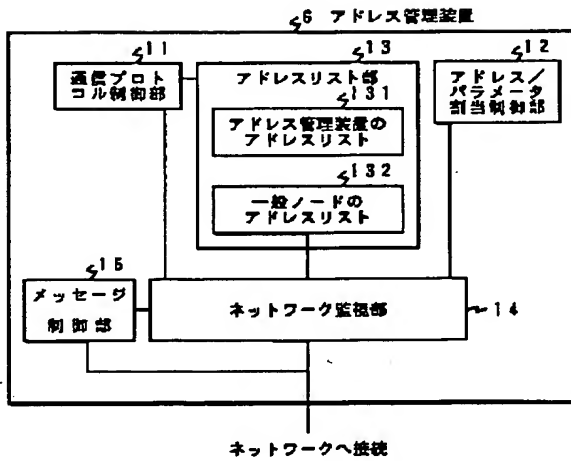 6 アドレス管理装置
11
13
12
通信プロト
コル制御部
アドレスリスト部
アドレス/
パラメータ
割当制御部
131
アドレス管理装置の
アドレスリスト
132
一般ノードの
アドレスリスト
15
メッセージ
制御部
ネットワーク監視部
14
ネットワークへ接続